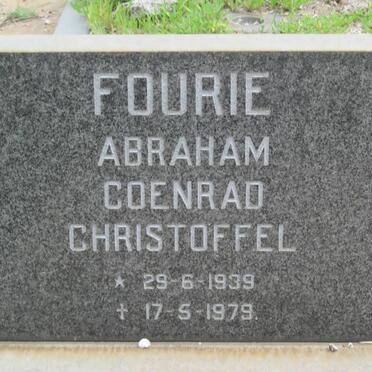 FOURIE
ABRAHAM
COENRAD
CHRISTOFFEL
* 29-6-1939
† 17-5-1979.